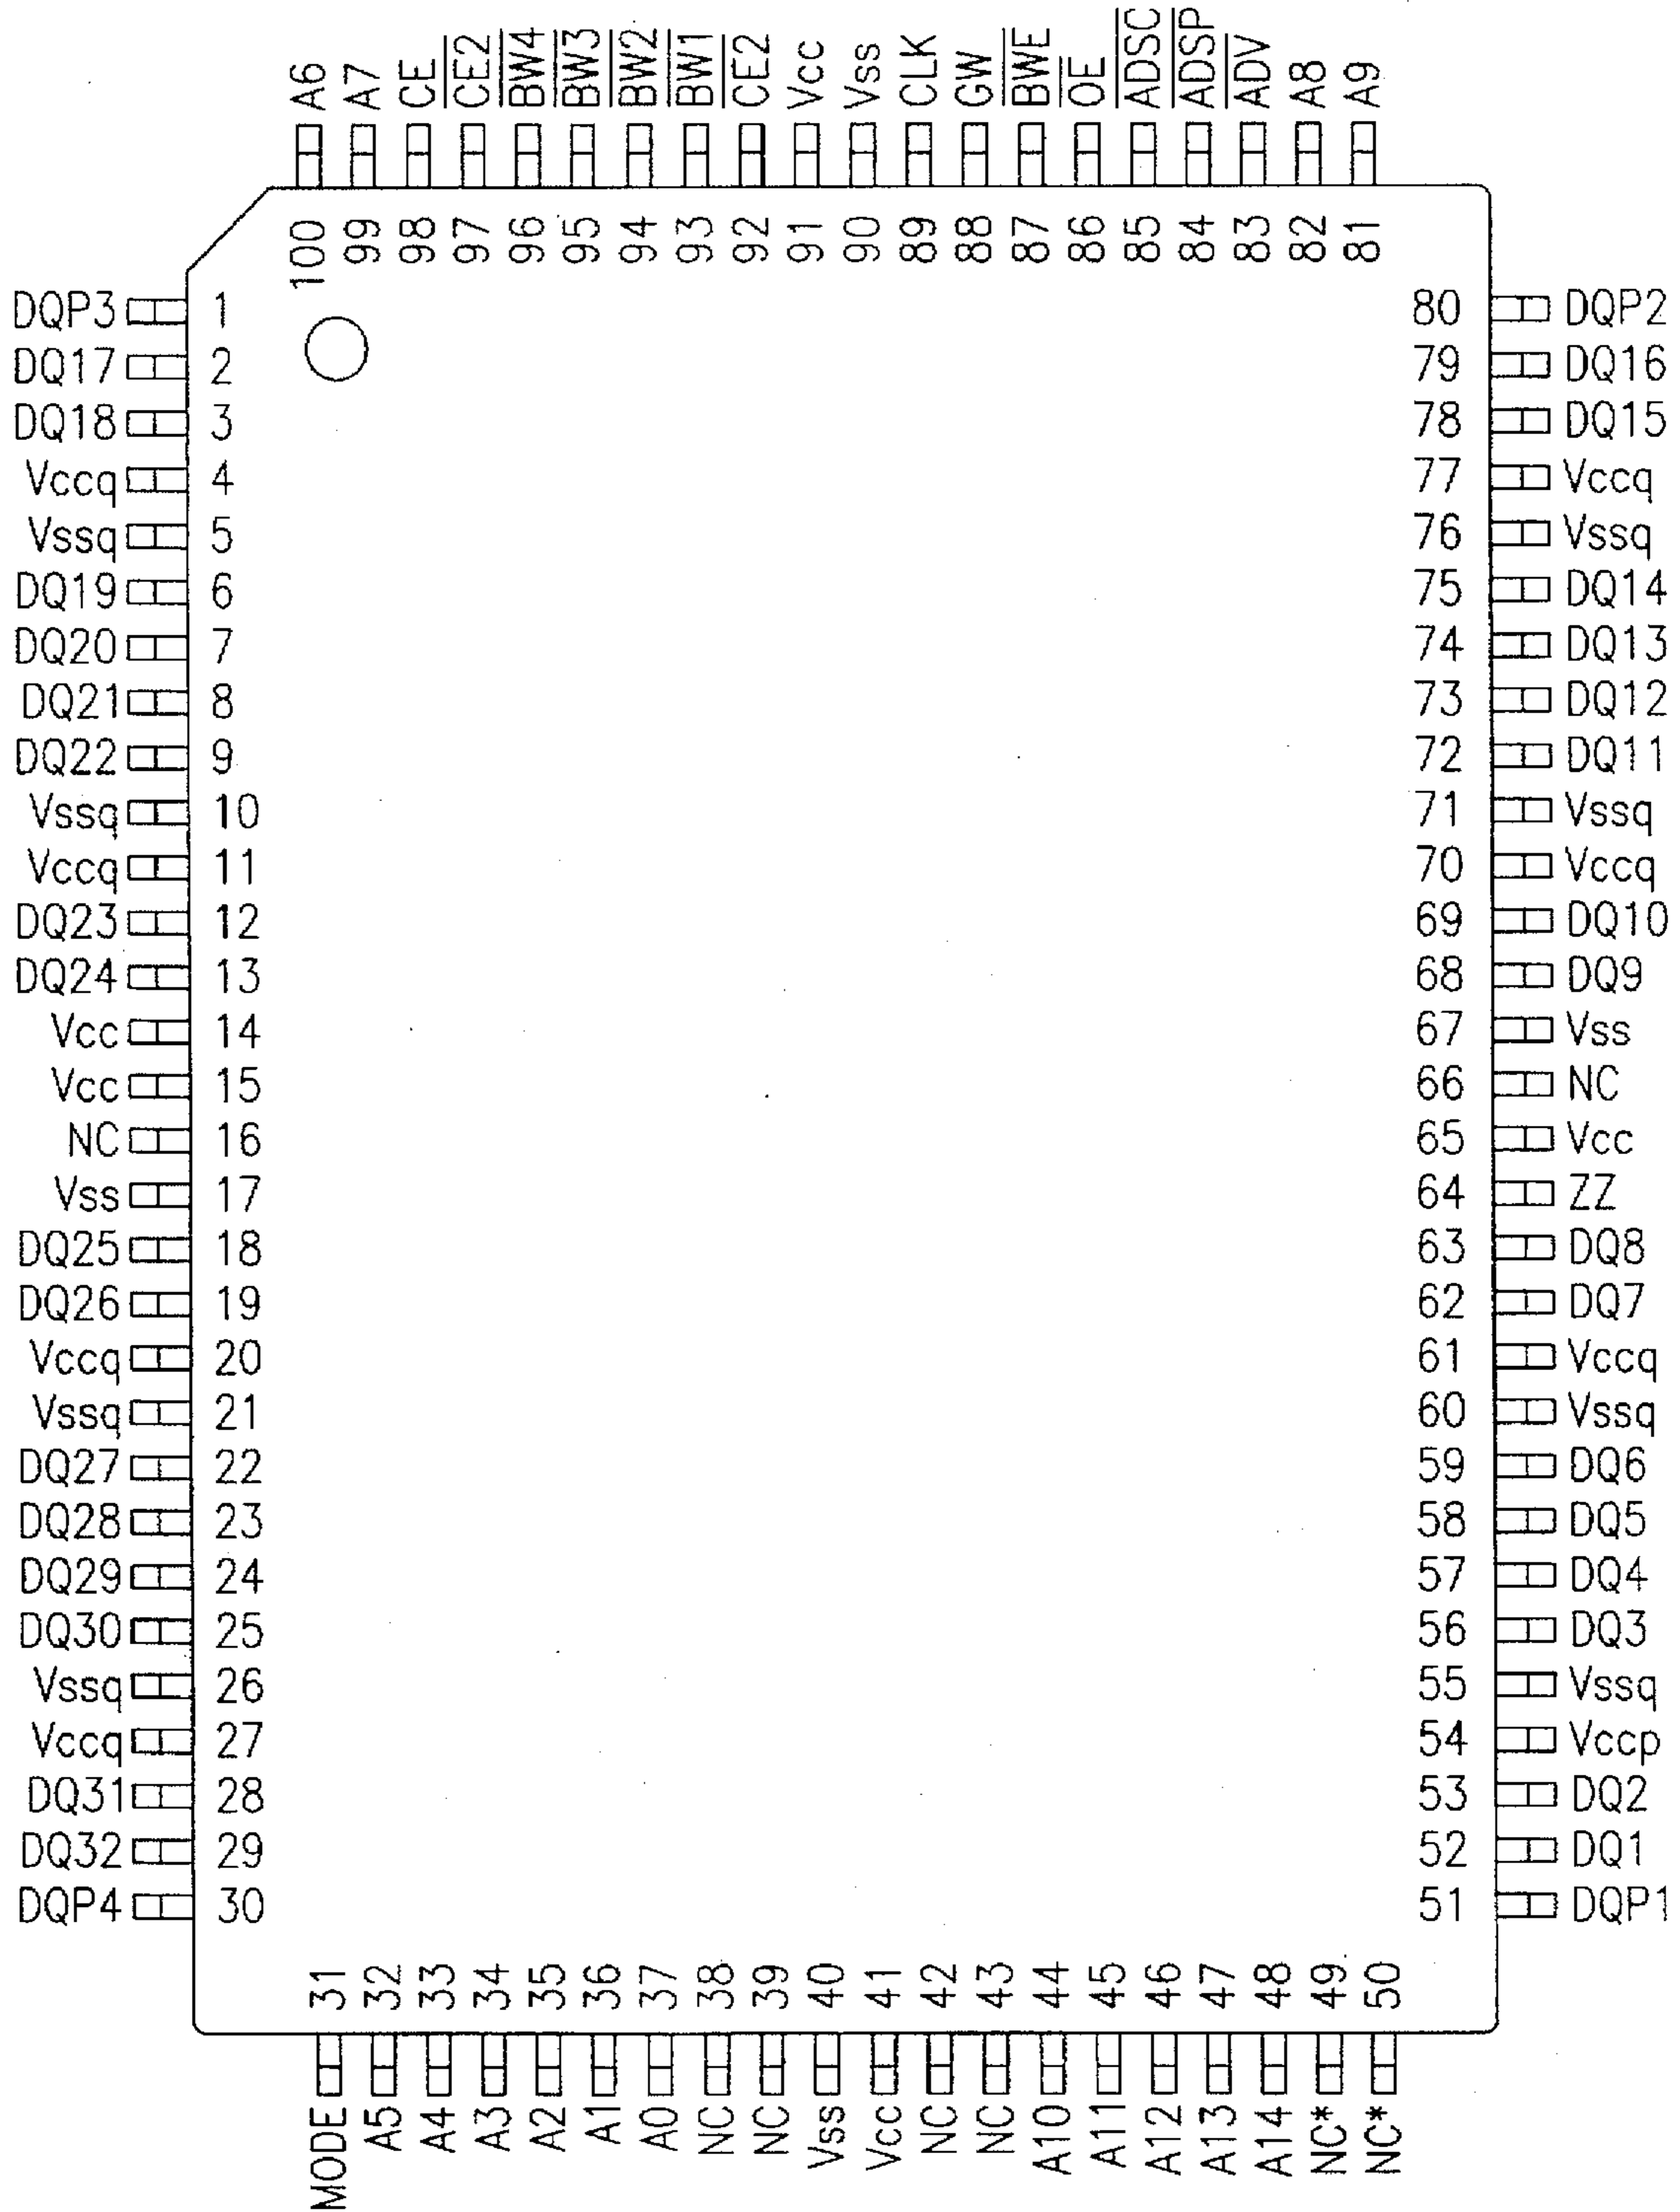 A6 A7 CE CE2 BW4 BW3 BW2 BW1 CE2 Vcc Vss CLK GW BWE OE ADSC ADSP ADV A8 A9
100 99 98 97 96 95 94 93 92 91 90 89 88 87 86 85 84 83 82 81
DQP3 1 80 DQP2
DQ17 2 79 DQ16
DQ18 3 78 DQ15
Vccq 4 77 Vccq
Vssq 5 76 Vssq
DQ19 6 75 DQ14
DQ20 7 74 DQ13
DQ21 8 73 DQ12
DQ22 9 72 DQ11
Vssq 10 71 Vssq
Vccq 11 70 Vccq
DQ23 12 69 DQ10
DQ24 13 68 DQ9
Vcc 14 67 Vss
Vcc 15 66 NC
NC 16 65 Vcc
Vss 17 64 ZZ
DQ25 18 63 DQ8
DQ26 19 62 DQ7
Vccq 20 61 Vccq
Vssq 21 60 Vssq
DQ27 22 59 DQ6
DQ28 23 58 DQ5
DQ29 24 57 DQ4
DQ30 25 56 DQ3
Vssq 26 55 Vssq
Vccq 27 54 Vccp
DQ31 28 53 DQ2
DQ32 29 52 DQ1
DQP4 30 51 DQP1
31 32 33 34 35 36 37 38 39 40 41 42 43 44 45 46 47 48 49 50
MODE A5 A4 A3 A2 A1 A0 NC NC Vss Vcc NC NC A10 A11 A12 A13 A14 NC* NC*